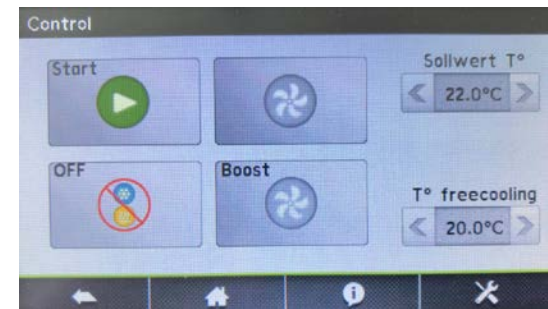 Control
Start
Sollwert T°
22.0°C
OFF
Boost
T° freecooling
20.0°C